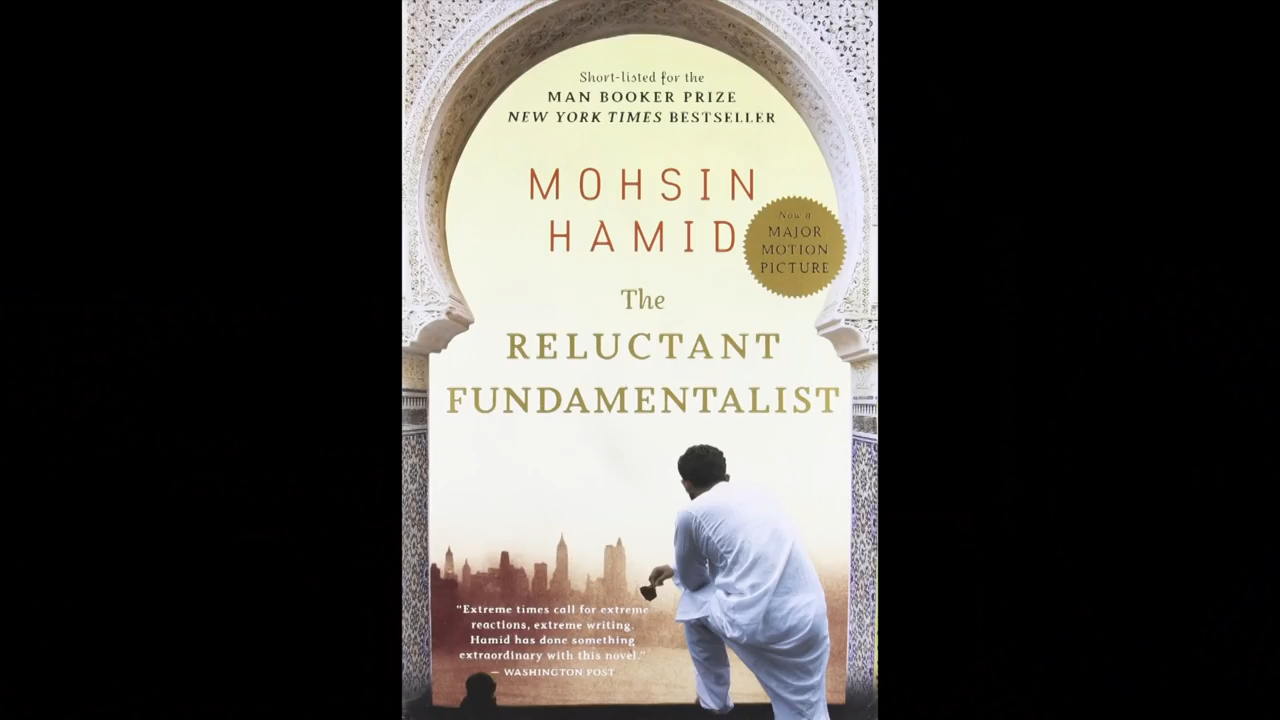 Short-listed for the
MAN BOOKER PRIZE
NEW YORK TIMES BESTSELLER
MOHSIN
HAMID
Now a
MAJOR
MOTION
PICTURE
The
RELUCTANT
FUNDAMENTALIST
"Extreme times call for extreme
reactions, extreme writing.
Hamid has done something
extraordinary with this novel."
— WASHINGTON POST